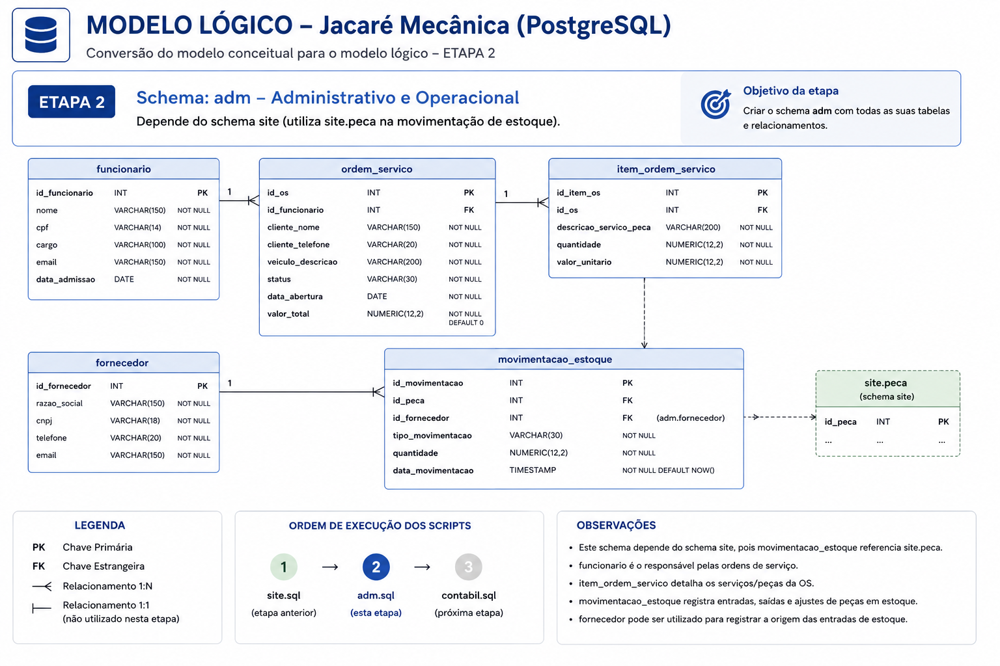 MODELO LÓGICO – Jacaré Mecânica (PostgreSQL)
Conversão do modelo conceitual para o modelo lógico – ETAPA 2
ETAPA 2
Schema: adm – Administrativo e Operacional
Depende do schema site (utiliza site.peca na movimentação de estoque).
Objetivo da etapa
Criar o schema adm com todas as suas tabelas
e relacionamentos.
funcionario
id_funcionario INT PK
nome VARCHAR(150) NOT NULL
cpf VARCHAR(14) NOT NULL
cargo VARCHAR(100) NOT NULL
email VARCHAR(150) NOT NULL
data_admissao DATE NOT NULL
1
ordem_servico
id_os INT PK
id_funcionario INT FK
cliente_nome VARCHAR(150) NOT NULL
cliente_telefone VARCHAR(20) NOT NULL
veiculo_descricao VARCHAR(200) NOT NULL
status VARCHAR(30) NOT NULL
data_abertura DATE NOT NULL
valor_total NUMERIC(12,2) NOT NULL
DEFAULT 0
1
item_ordem_servico
id_item_os INT PK
id_os INT FK
descricao_servico_peca VARCHAR(200) NOT NULL
quantidade NUMERIC(12,2) NOT NULL
valor_unitario NUMERIC(12,2) NOT NULL
fornecedor
id_fornecedor INT PK
razao_social VARCHAR(150) NOT NULL
cnpj VARCHAR(18) NOT NULL
telefone VARCHAR(20) NOT NULL
email VARCHAR(150) NOT NULL
1
movimentacao_estoque
id_movimentacao INT PK
id_peca INT FK
id_fornecedor INT FK (adm.fornecedor)
tipo_movimentacao VARCHAR(30) NOT NULL
quantidade NUMERIC(12,2) NOT NULL
data_movimentacao TIMESTAMP NOT NULL DEFAULT NOW()
site.peca
(schema site)
id_peca INT PK
... ... ...
LEGENDA
PK Chave Primária
FK Chave Estrangeira
Relacionamento 1:N
Relacionamento 1:1
(não utilizado nesta etapa)
ORDEM DE EXECUÇÃO DOS SCRIPTS
1 → 2 → 3
site.sql adm.sql contabil.sql
(etapa anterior) (esta etapa) (próxima etapa)
OBSERVAÇÕES
• Este schema depende do schema site, pois movimentacao_estoque referencia site.peca.
• funcionario é o responsável pelas ordens de serviço.
• item_ordem_servico detalha os serviços/peças da OS.
• movimentacao_estoque registra entradas, saídas e ajustes de peças em estoque.
• fornecedor pode ser utilizado para registrar a origem das entradas de estoque.